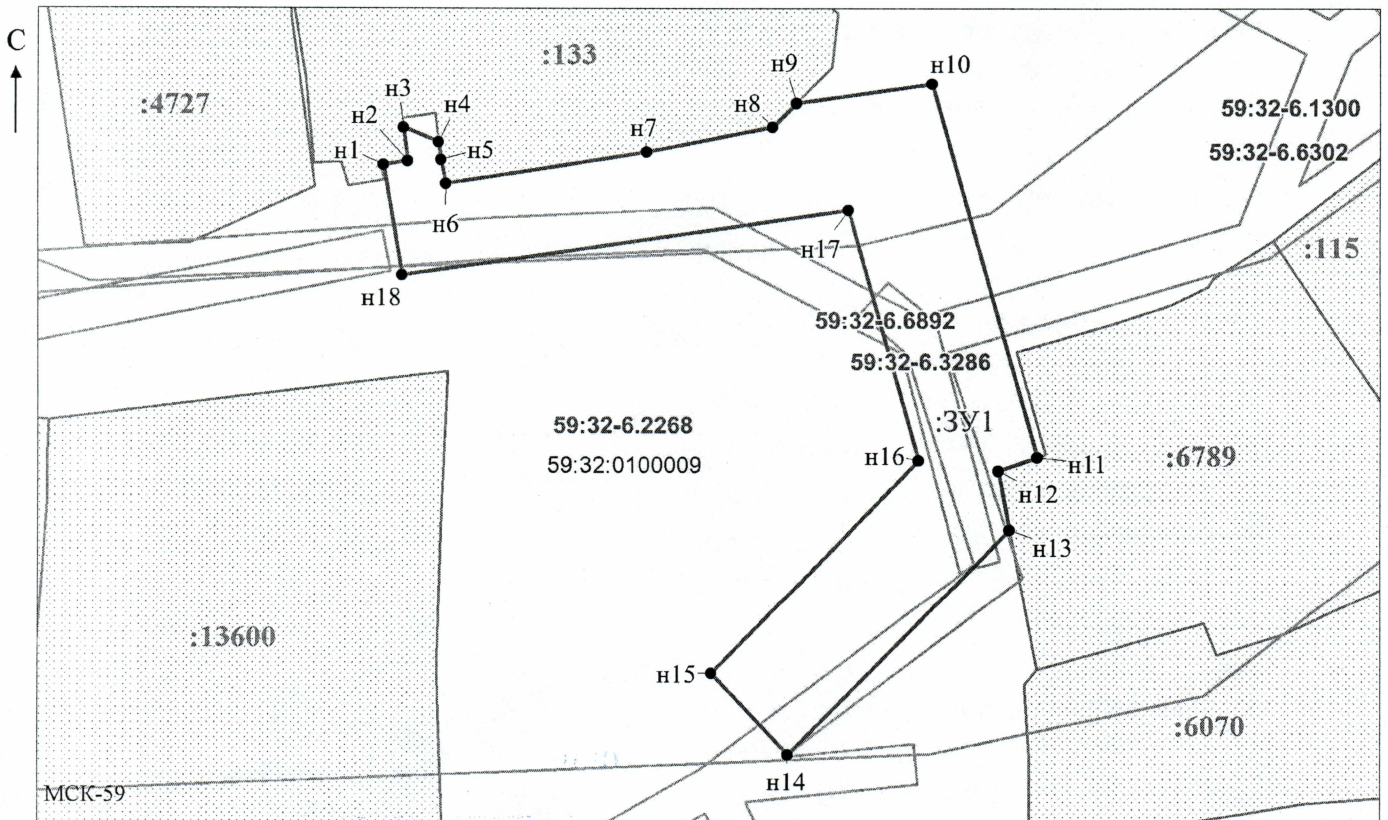 С
:133
:4727
н9
н10
н3
н4
н8
59:32-6.1300
н2
н7
н1
н5
59:32-6.6302
н6
н17
:115
н18
59:32-6.6892
59:32-6.3286
59:32-6.2268
:ЗУ1
59:32:0100009
н16
н11
:6789
н12
н13
:13600
н15
:6070
н14
МСК-59